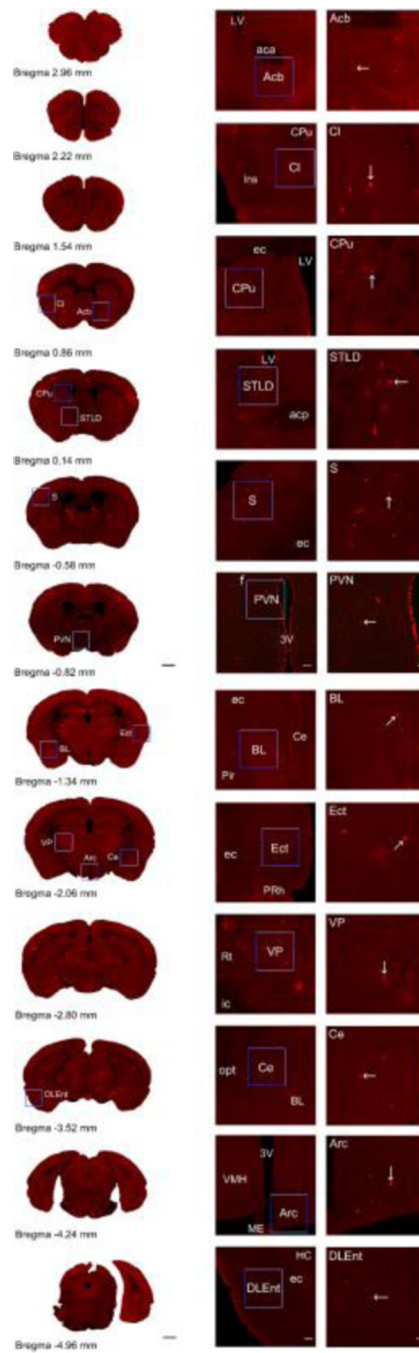 Bregma 2.96 mm
Bregma 2.22 mm
Bregma 1.54 mm
Cl
Acb
Bregma 0.86 mm
CPu
STLD
Bregma 0.14 mm
S
Bregma -0.58 mm
PVN
Bregma -0.82 mm
Ect
BL
Bregma -1.34 mm
VP
Arc
Ce
Bregma -2.06 mm
Bregma -2.80 mm
DLEnt
Bregma -3.52 mm
Bregma -4.24 mm
Bregma -4.96 mm
LV
aca
Acb
Acb
CPu
Cl
Ins
Cl
ec
LV
CPu
CPu
LV
STLD
acp
STLD
S
ec
S
f
PVN
3V
PVN
ec
BL
Ce
Pir
BL
Ect
ec
PRh
Ect
VP
Rt
ic
VP
opt
Ce
BL
Ce
3V
VMH
Arc
ME
Arc
HC
ec
DLEnt
DLEnt